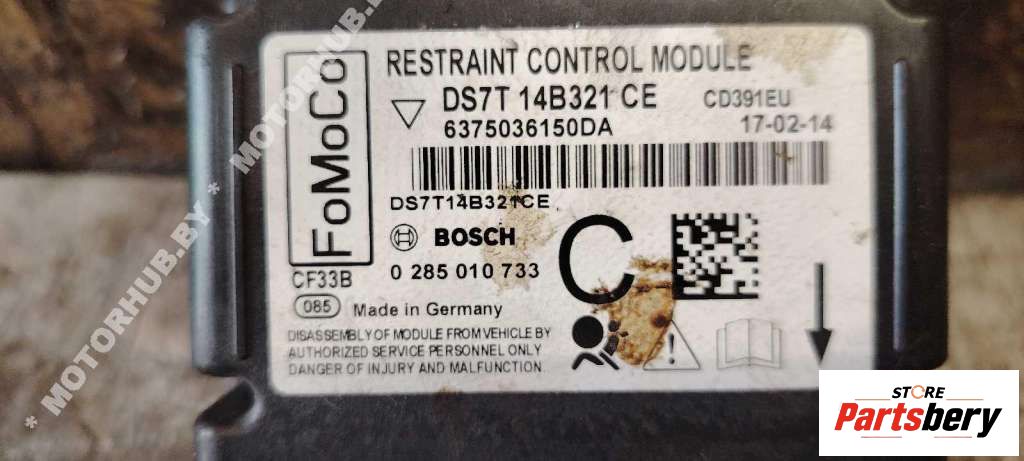 FoMoCo
RESTRAINT CONTROL MODULE
DS7T 14B321 CE CD391EU
6375036150DA 17-02-14
DS7T14B321CE
BOSCH
C
CF33B
0 285 010 733
085 Made in Germany
DISASSEMBLY OF MODULE FROM VEHICLE BY
AUTHORIZED SERVICE PERSONNEL ONLY
DANGER OF INJURY AND MALFUNCTION.
!
* MOTORHUB.BY * MOTORHUB.BY
STORE
Partsbery